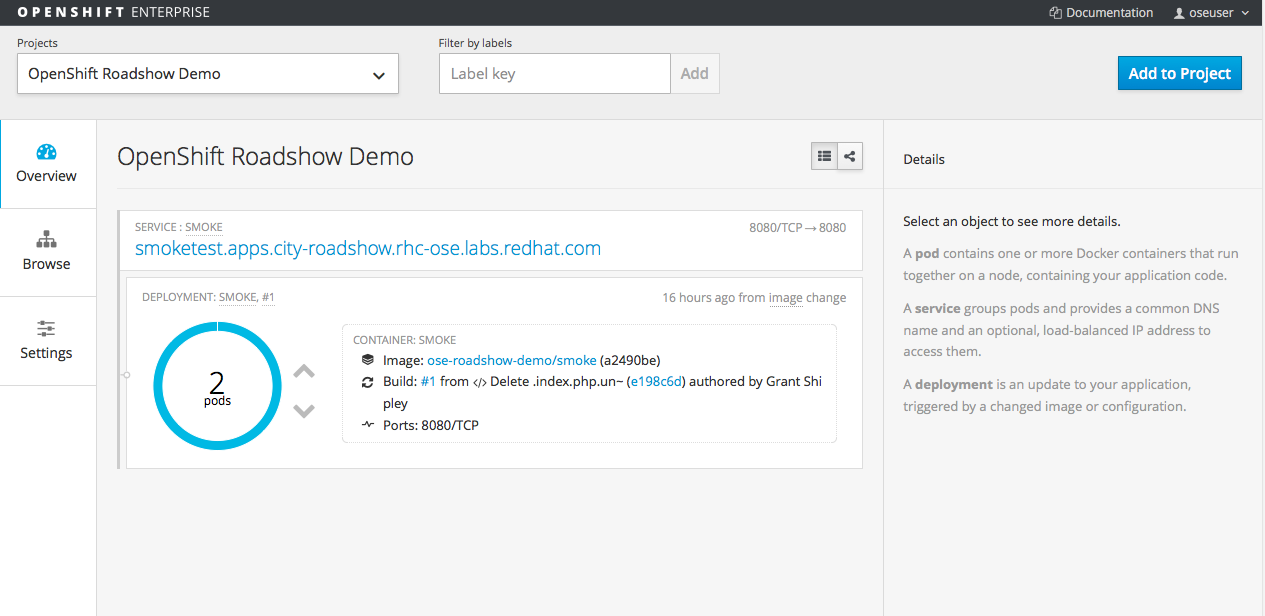 OPENSHIFT ENTERPRISE
Documentation
oseuser
Projects
Filter by labels
OpenShift Roadshow Demo
Label key
Add
Add to Project
Overview
Browse
Settings
OpenShift Roadshow Demo
SERVICE : SMOKE
8080/TCP → 8080
smoketest.apps.city-roadshow.rhc-ose.labs.redhat.com
DEPLOYMENT: SMOKE, #1
16 hours ago from image change
2
pods
CONTAINER: SMOKE
Image: ose-roadshow-demo/smoke (a2490be)
Build: #1 from </> Delete .index.php.un~ (e198c6d) authored by Grant Shi
pley
Ports: 8080/TCP
Details
Select an object to see more details.
A pod contains one or more Docker containers that run
together on a node, containing your application code.
A service groups pods and provides a common DNS
name and an optional, load-balanced IP address to
access them.
A deployment is an update to your application,
triggered by a changed image or configuration.